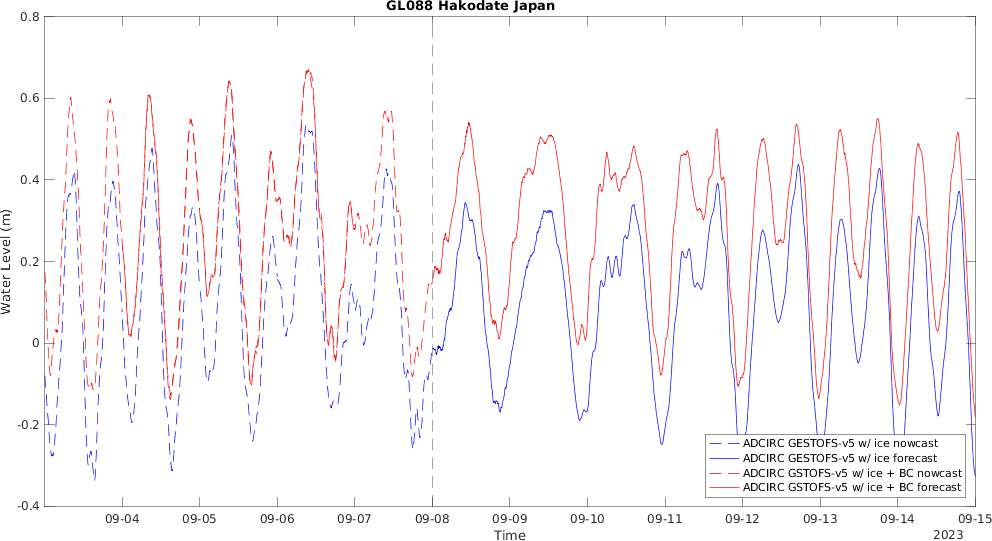 GL088 Hakodate Japan
0.8
0.6
0.4
0.2
0
-0.2
-0.4
Water Level (m)
09-04
09-05
09-06
09-07
09-08
09-09
09-10
09-11
09-12
09-13
09-14
09-15
Time
2023
ADCIRC GESTOFS-v5 w/ ice nowcast
ADCIRC GESTOFS-v5 w/ ice forecast
ADCIRC GSTOFS-v5 w/ ice + BC nowcast
ADCIRC GSTOFS-v5 w/ ice + BC forecast